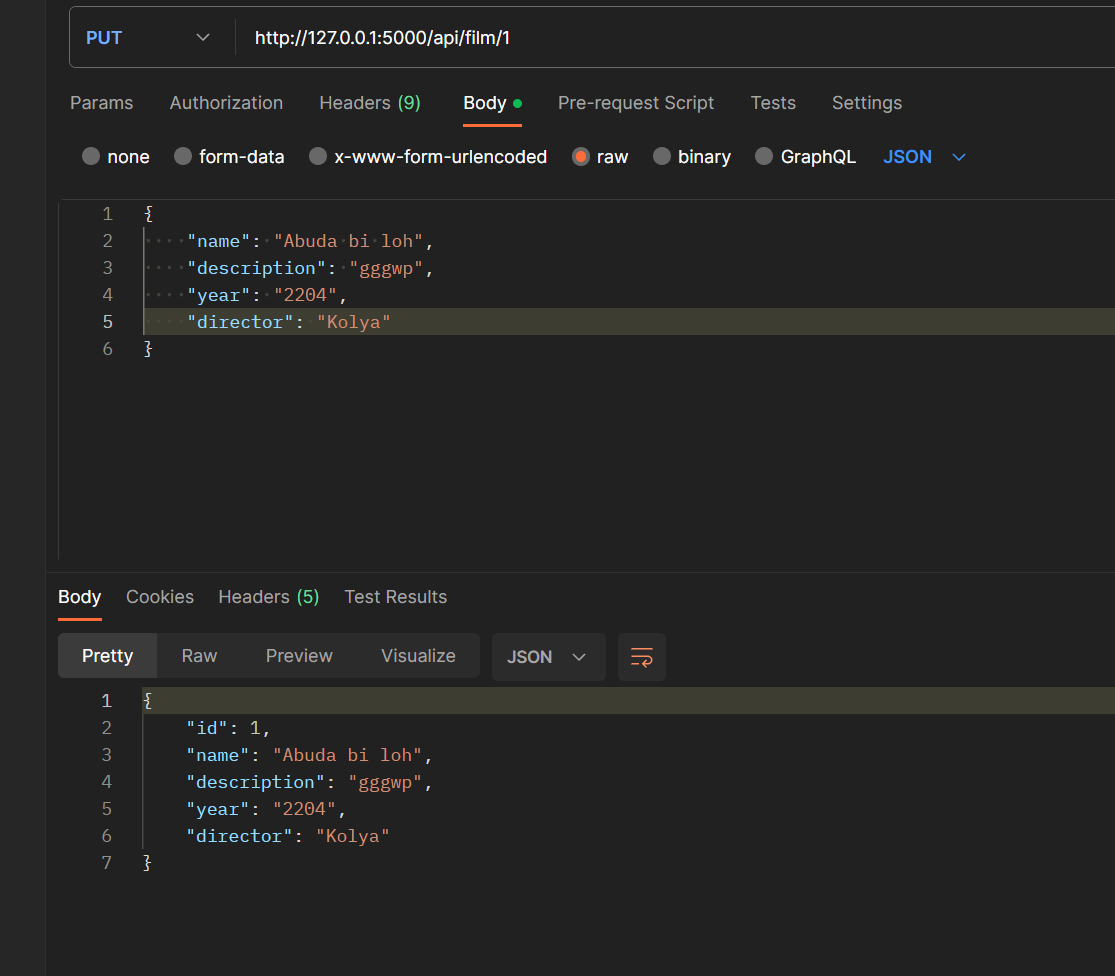 PUT http://127.0.0.1:5000/api/film/1
Params Authorization Headers (9) Body Pre-request Script Tests Settings
none form-data x-www-form-urlencoded raw binary GraphQL JSON
1 {
2 "name": "Abuda bi loh",
3 "description": "gggwp",
4 "year": "2204",
5 "director": "Kolya"
6 }
Body Cookies Headers (5) Test Results
Pretty Raw Preview Visualize JSON
1 {
2 "id": 1,
3 "name": "Abuda bi loh",
4 "description": "gggwp",
5 "year": "2204",
6 "director": "Kolya"
7 }